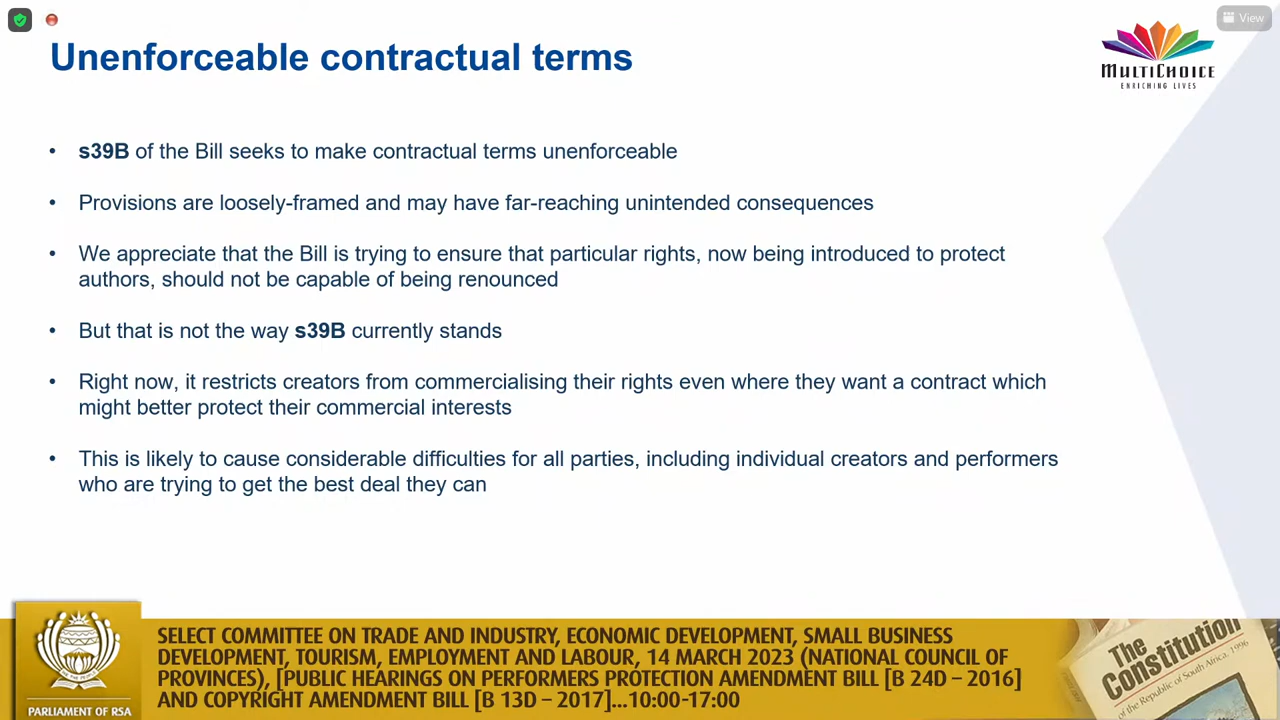 View
Unenforceable contractual terms
MULTICHOICE
ENRICHING LIVES
• s39B of the Bill seeks to make contractual terms unenforceable
• Provisions are loosely-framed and may have far-reaching unintended consequences
• We appreciate that the Bill is trying to ensure that particular rights, now being introduced to protect
authors, should not be capable of being renounced
• But that is not the way s39B currently stands
• Right now, it restricts creators from commercialising their rights even where they want a contract which
might better protect their commercial interests
• This is likely to cause considerable difficulties for all parties, including individual creators and performers
who are trying to get the best deal they can
PARLIAMENT OF RSA
SELECT COMMITTEE ON TRADE AND INDUSTRY, ECONOMIC DEVELOPMENT, SMALL BUSINESS
DEVELOPMENT, TOURISM, EMPLOYMENT AND LABOUR, 14 MARCH 2023 (NATIONAL COUNCIL OF
PROVINCES), [PUBLIC HEARINGS ON PERFORMERS PROTECTION AMENDMENT BILL [B 24D – 2016]
AND COPYRIGHT AMENDMENT BILL [B 13D – 2017]...10:00-17:00
The
Constitution
of the Republic of South Africa, 1996